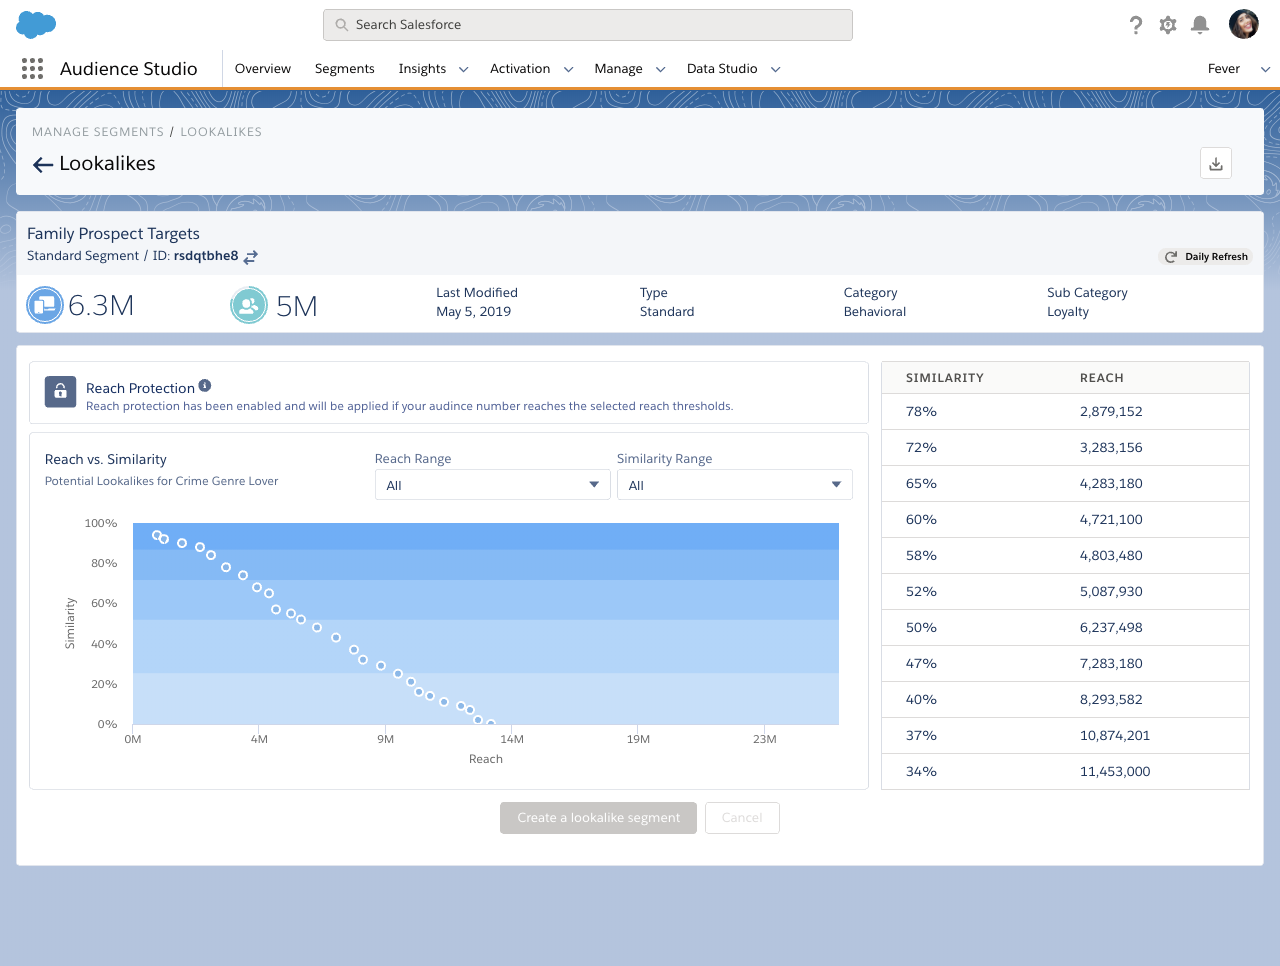 Search Salesforce
Audience Studio
Overview
Segments
Insights
Activation
Manage
Data Studio
Fever
MANAGE SEGMENTS / LOOKALIKES
Lookalikes
Family Prospect Targets
Standard Segment / ID: rsdqtbhe8
Daily Refresh
6.3M
5M
Last Modified
May 5, 2019
Type
Standard
Category
Behavioral
Sub Category
Loyalty
Reach Protection
Reach protection has been enabled and will be applied if your audince number reaches the selected reach thresholds.
Reach vs. Similarity
Potential Lookalikes for Crime Genre Lover
Reach Range
All
Similarity Range
All
100%
80%
60%
40%
20%
0%
Similarity
0M
4M
9M
14M
19M
23M
Reach
SIMILARITY REACH
78% 2,879,152
72% 3,283,156
65% 4,283,180
60% 4,721,100
58% 4,803,480
52% 5,087,930
50% 6,237,498
47% 7,283,180
40% 8,293,582
37% 10,874,201
34% 11,453,000
Create a lookalike segment
Cancel